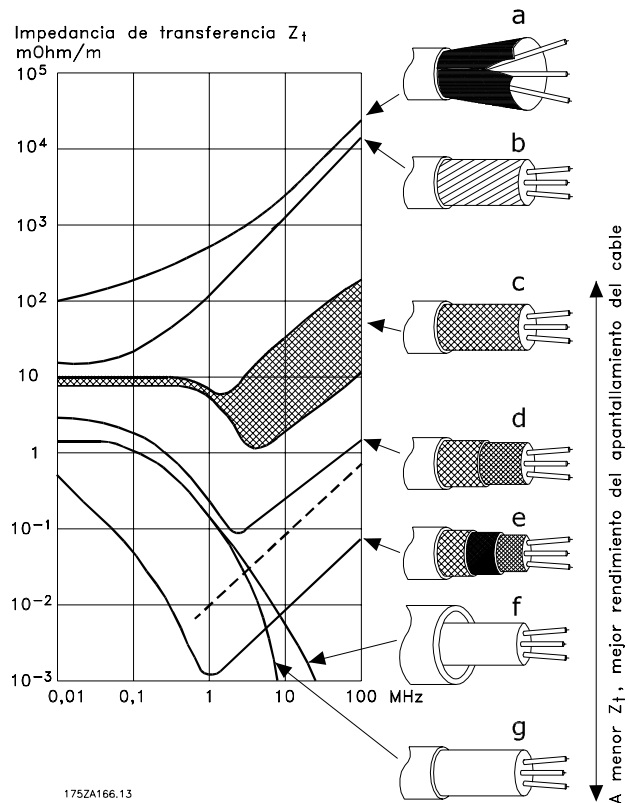 Impedancia de transferencia Zt
mOhm/m
10⁵
10⁴
10³
10²
10
1
10⁻¹
10⁻²
10⁻³
0,01
0,1
1
10
100
MHz
a
b
c
d
e
f
g
A menor Zt, mejor rendimiento del apantallamiento del cable
175ZA166.13